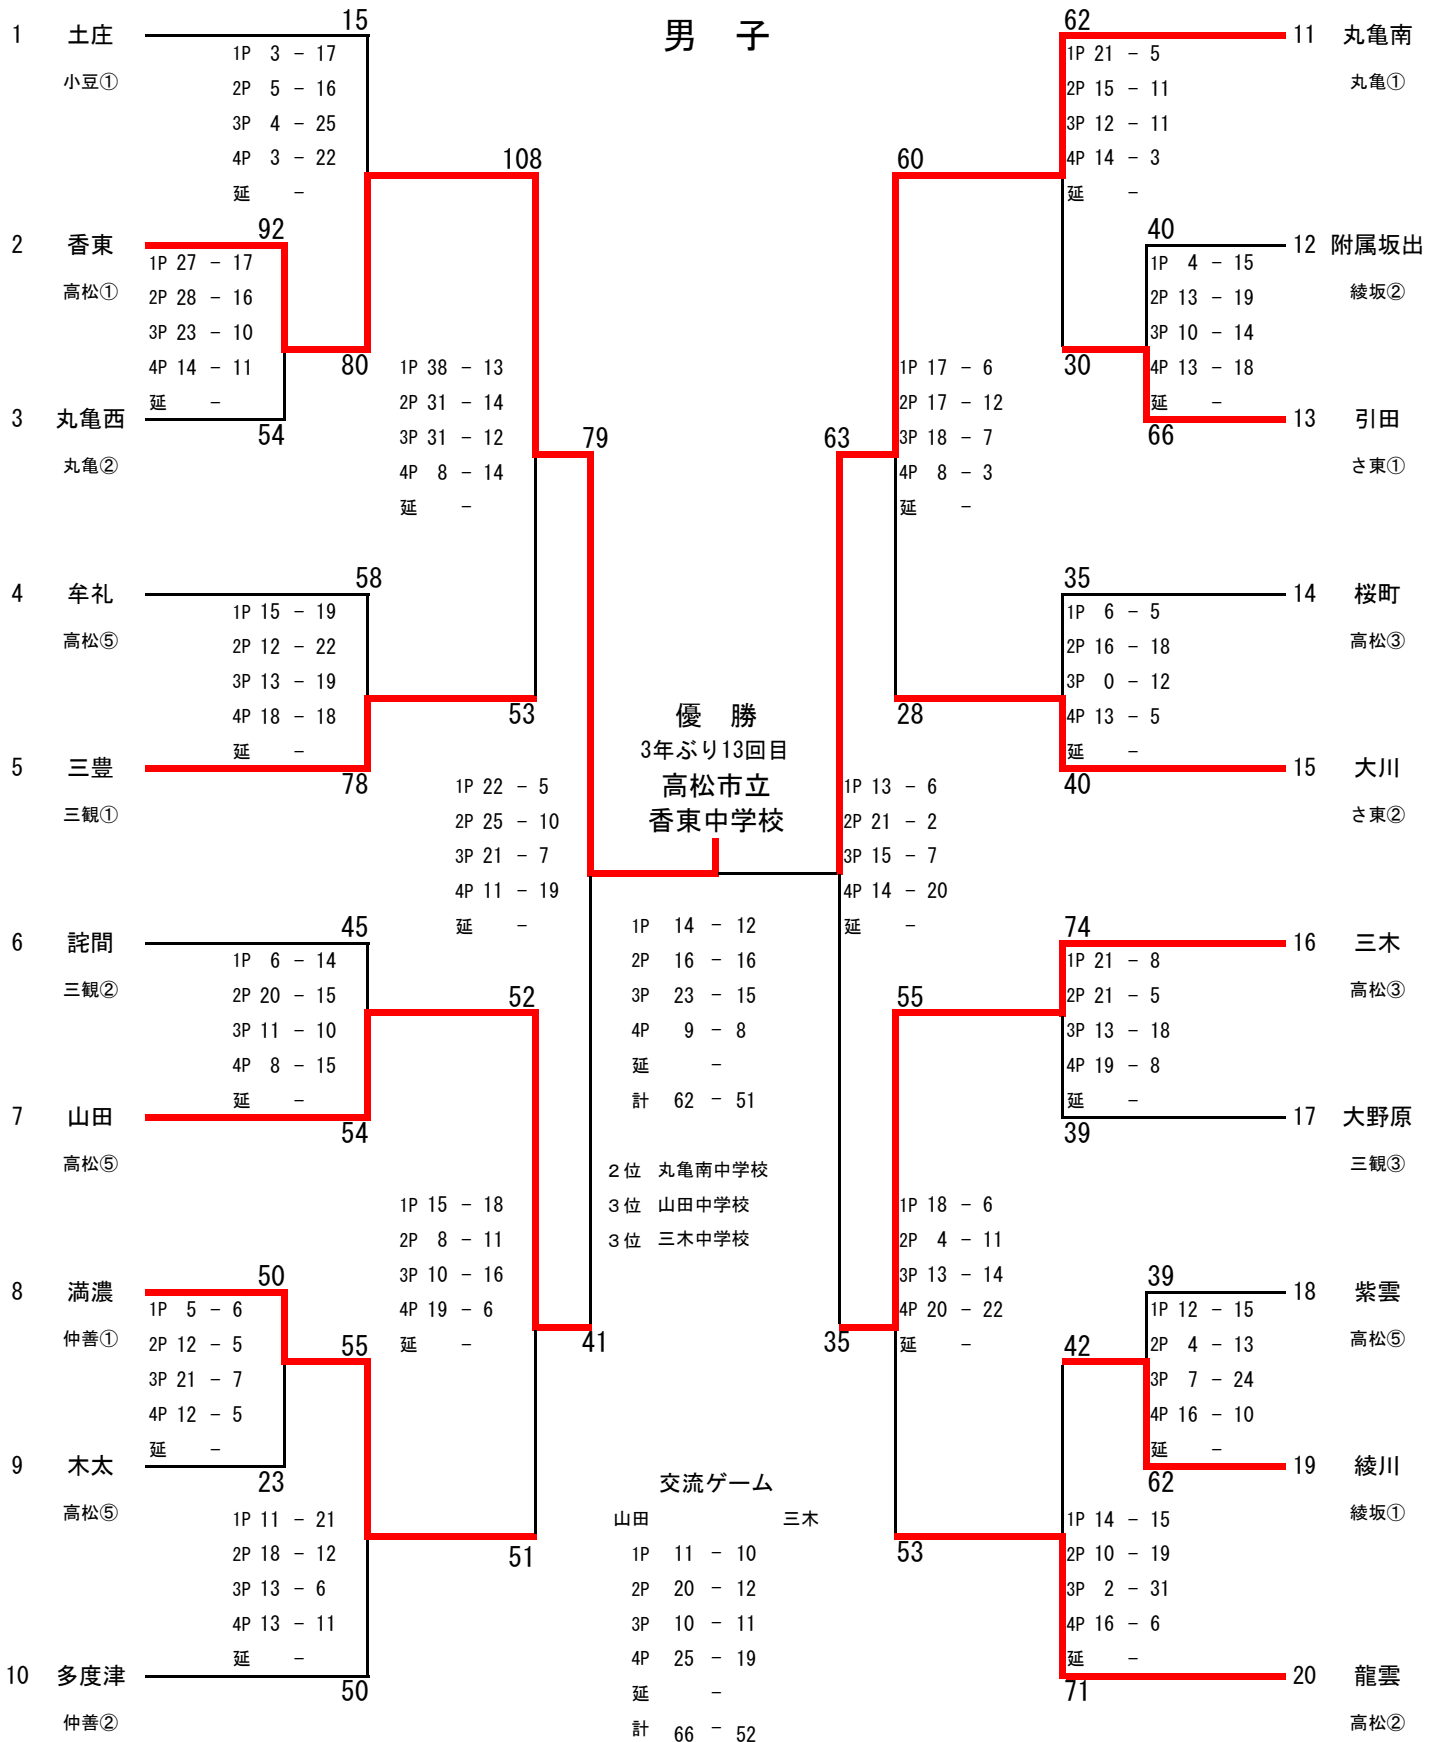 男　子
1 土庄 15
小豆①
1P 3 － 17
2P 5 － 16
3P 4 － 25
4P 3 － 22
延 －
108
2 香東 92
高松①
1P 27 － 17
2P 28 － 16
3P 23 － 10
4P 14 － 11
延 －
80
3 丸亀西 54
丸亀②
1P 38 － 13
2P 31 － 14
3P 31 － 12
4P 8 － 14
延 －
79
4 牟礼 58
高松⑤
1P 15 － 19
2P 12 － 22
3P 13 － 19
4P 18 － 18
延 －
53
5 三豊 78
三観①
1P 22 － 5
2P 25 － 10
3P 21 － 7
4P 11 － 19
延 －
6 詫間 45
三観②
1P 6 － 14
2P 20 － 15
3P 11 － 10
4P 8 － 15
延 －
52
7 山田 54
高松⑤
1P 15 － 18
2P 8 － 11
3P 10 － 16
4P 19 － 6
延 －
41
8 満濃 50
仲善①
1P 5 － 6
2P 12 － 5
3P 21 － 7
4P 12 － 5
延 －
55
9 木太 23
高松⑤
1P 11 － 21
2P 18 － 12
3P 13 － 6
4P 13 － 11
延 －
51
10 多度津 50
仲善②
優　勝
3年ぶり13回目
高松市立
香東中学校
1P 14 － 12
2P 16 － 16
3P 23 － 15
4P 9 － 8
延 －
計 62 － 51
２位 丸亀南中学校
３位 山田中学校
３位 三木中学校
交流ゲーム
山田 三木
1P 11 － 10
2P 20 － 12
3P 10 － 11
4P 25 － 19
延 －
計 66 － 52
62 11 丸亀南
丸亀①
1P 21 － 5
2P 15 － 11
3P 12 － 11
4P 14 － 3
延 －
60
40 12 附属坂出
綾坂②
1P 4 － 15
2P 13 － 19
3P 10 － 14
4P 13 － 18
延 －
30
66 13 引田
さ東①
1P 17 － 6
2P 17 － 12
3P 18 － 7
4P 8 － 3
延 －
63
35 14 桜町
高松③
1P 6 － 5
2P 16 － 18
3P 0 － 12
4P 13 － 5
延 －
28
40 15 大川
さ東②
1P 13 － 6
2P 21 － 2
3P 15 － 7
4P 14 － 20
延 －
74 16 三木
高松③
1P 21 － 8
2P 21 － 5
3P 13 － 18
4P 19 － 8
延 －
55
39 17 大野原
三観③
1P 18 － 6
2P 4 － 11
3P 13 － 14
4P 20 － 22
延 －
35
39 18 紫雲
高松⑤
1P 12 － 15
2P 4 － 13
3P 7 － 24
4P 16 － 10
延 －
42
62 19 綾川
綾坂①
1P 14 － 15
2P 10 － 19
3P 2 － 31
4P 16 － 6
延 －
53
71 20 龍雲
高松②